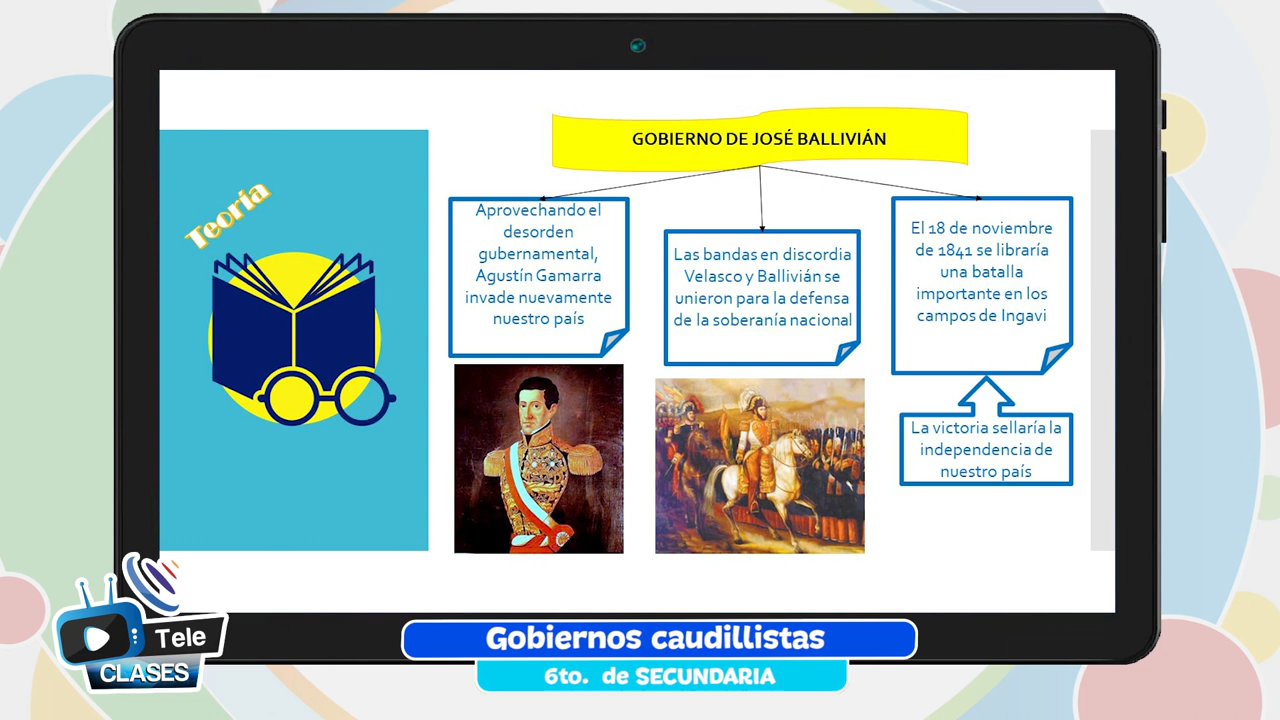 GOBIERNO DE JOSÉ BALLIVIÁN
Teoría
Aprovechando el
desorden
gubernamental,
Agustín Gamarra
invade nuevamente
nuestro país
Las bandas en discordia
Velasco y Ballivián se
unieron para la defensa
de la soberanía nacional
El 18 de noviembre
de 1841 se libraría
una batalla
importante en los
campos de Ingavi
La victoria sellaría la
independencia de
nuestro país
Tele
CLASES
Gobiernos caudillistas
6to. de SECUNDARIA